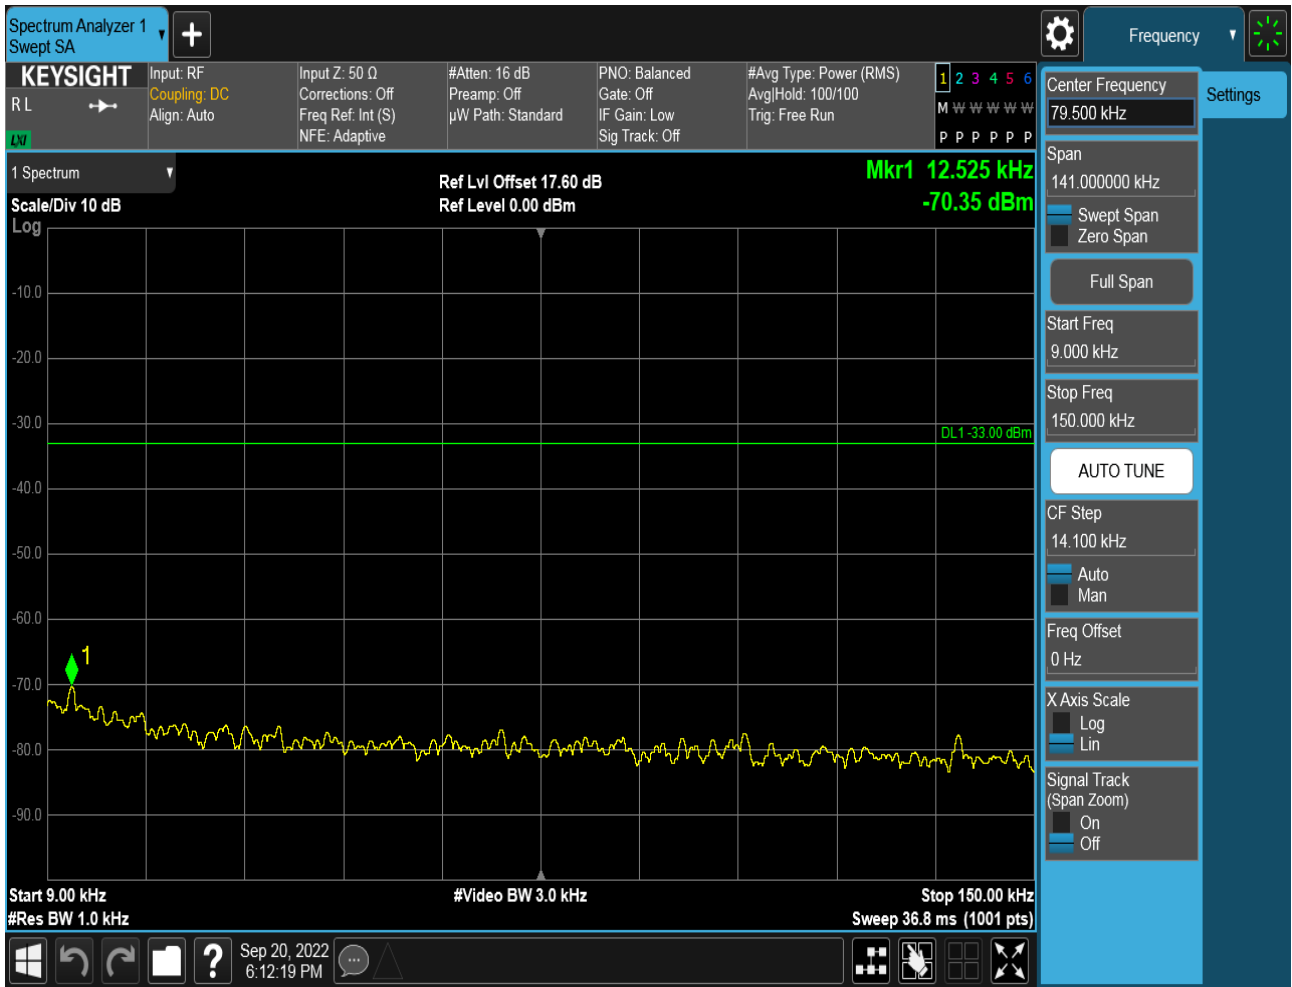 Spectrum Analyzer 1
Swept SA
Frequency
KEYSIGHT
R L
LXI
Input: RF
Coupling: DC
Align: Auto
Input Z: 50 Ω
Corrections: Off
Freq Ref: Int (S)
NFE: Adaptive
#Atten: 16 dB
Preamp: Off
µW Path: Standard
PNO: Balanced
Gate: Off
IF Gain: Low
Sig Track: Off
#Avg Type: Power (RMS)
Avg|Hold: 100/100
Trig: Free Run
1 2 3 4 5 6
M W W W W W
P P P P P P
Settings
1 Spectrum
Scale/Div 10 dB
Log
Ref Lvl Offset 17.60 dB
Ref Level 0.00 dBm
Mkr1 12.525 kHz
-70.35 dBm
-10.0
-20.0
-30.0
DL1 -33.00 dBm
-40.0
-50.0
-60.0
1
-70.0
-80.0
-90.0
Start 9.00 kHz
#Video BW 3.0 kHz
Stop 150.00 kHz
#Res BW 1.0 kHz
Sweep 36.8 ms (1001 pts)
Center Frequency
79.500 kHz
Span
141.000000 kHz
Swept Span
Zero Span
Full Span
Start Freq
9.000 kHz
Stop Freq
150.000 kHz
AUTO TUNE
CF Step
14.100 kHz
Auto
Man
Freq Offset
0 Hz
X Axis Scale
Log
Lin
Signal Track
(Span Zoom)
On
Off
?
Sep 20, 2022
6:12:19 PM